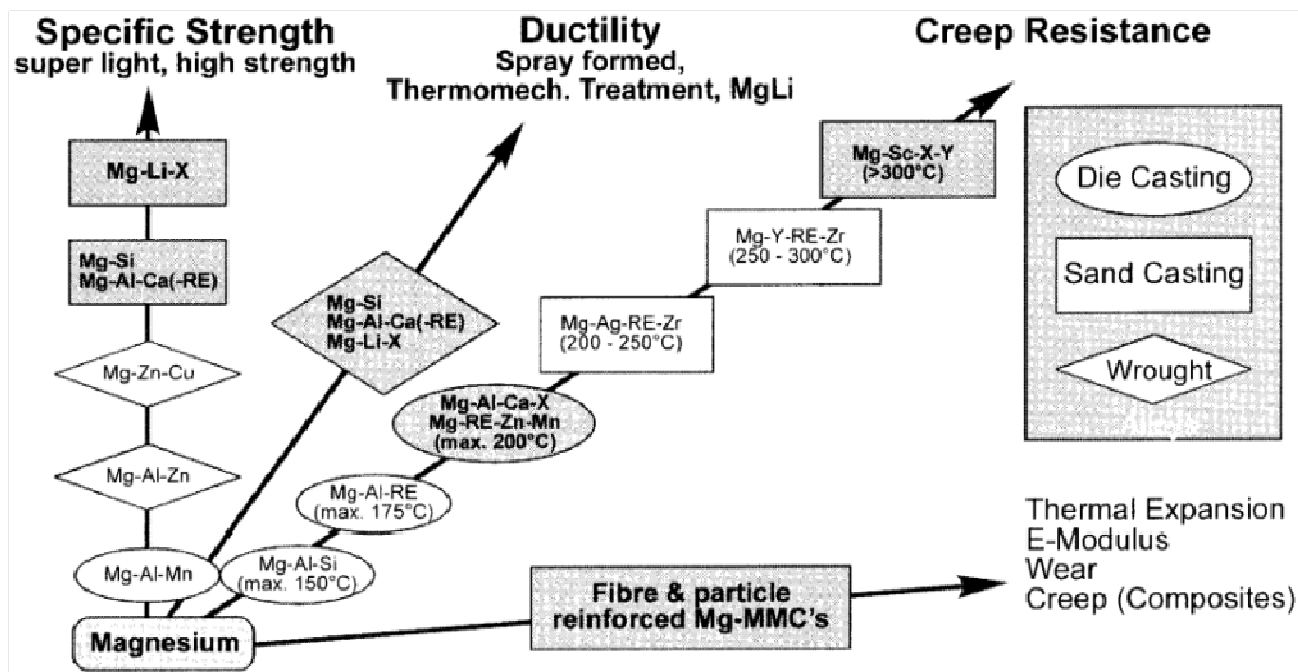 Specific Strength
super light, high strength
Ductility
Spray formed,
Thermomech. Treatment, MgLi
Creep Resistance
Mg-Li-X
Mg-Si
Mg-Al-Ca(-RE)
Mg-Zn-Cu
Mg-Al-Zn
Mg-Al-Mn
Magnesium
Mg-Si
Mg-Al-Ca(-RE)
Mg-Li-X
Mg-Al-Si
(max. 150°C)
Mg-Al-RE
(max. 175°C)
Mg-Al-Ca-X
Mg-RE-Zn-Mn
(max. 200°C)
Mg-Ag-RE-Zr
(200 - 250°C)
Mg-Y-RE-Zr
(250 - 300°C)
Mg-Sc-X-Y
(>300°C)
Fibre & particle
reinforced Mg-MMC's
Die Casting
Sand Casting
Wrought
Thermal Expansion
E-Modulus
Wear
Creep (Composites)